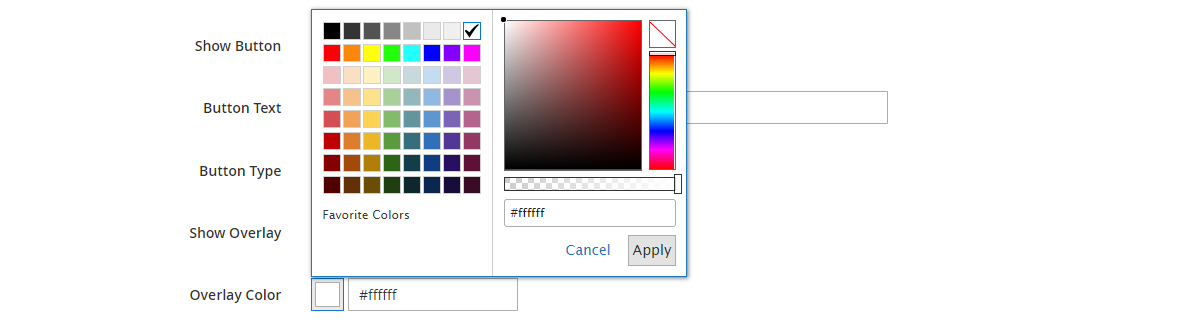 Show Button
Button Text
Button Type
Favorite Colors
#ffffff
Show Overlay
Cancel Apply
Overlay Color #ffffff